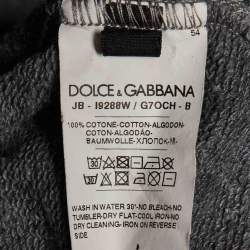 54
DOLCE & GABBANA
JB - I9288W / G7OCH - B
100% COTONE-COTTON-ALGODON-
COTON-ALGODÃO-
BAUMWOLLE-ХЛОПОК-M-
WASH IN WATER 30°-NO BLEACH-NO
TUMBLER-DRY FLAT-COOL IRON-NO
DRY CLEANING-IRON ON REVERSE
SIDE